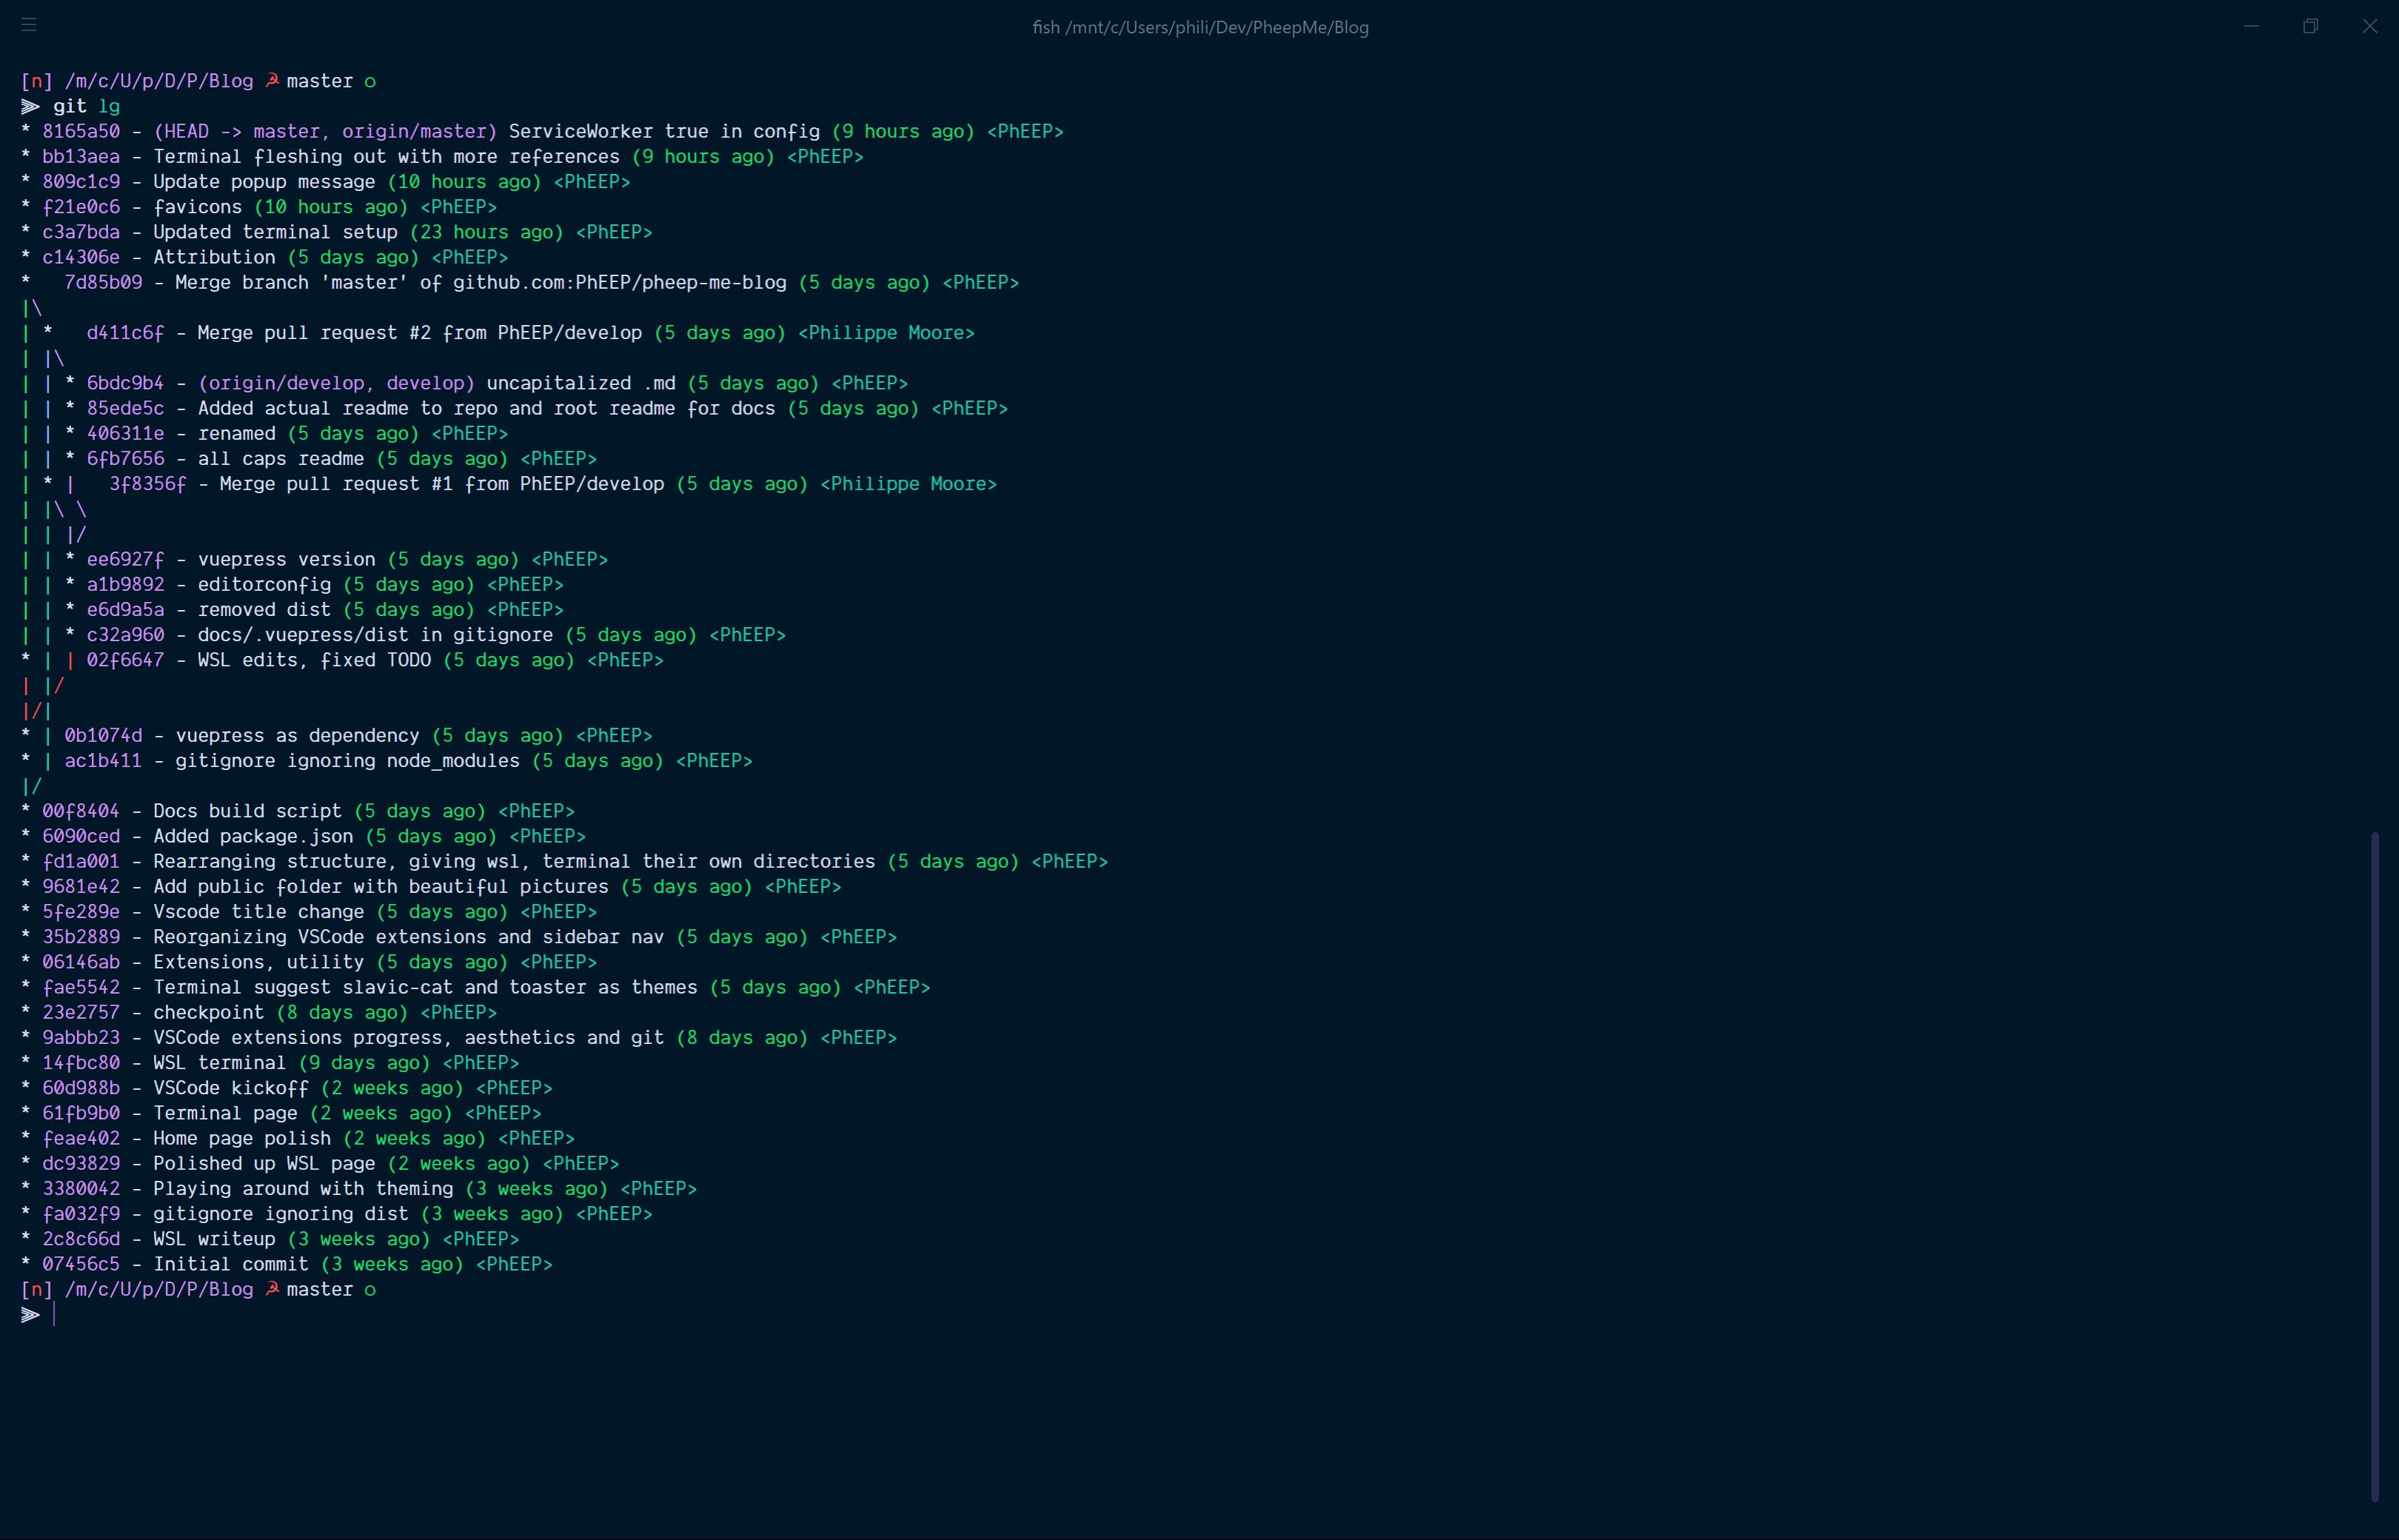 fish /mnt/c/Users/phili/Dev/PheepMe/Blog
[n] /m/c/U/p/D/P/Blog ☭ master ○
⪢ git lg
* 8165a50 - (HEAD -> master, origin/master) ServiceWorker true in config (9 hours ago) <PhEEP>
* bb13aea - Terminal fleshing out with more references (9 hours ago) <PhEEP>
* 809c1c9 - Update popup message (10 hours ago) <PhEEP>
* f21e0c6 - favicons (10 hours ago) <PhEEP>
* c3a7bda - Updated terminal setup (23 hours ago) <PhEEP>
* c14306e - Attribution (5 days ago) <PhEEP>
*   7d85b09 - Merge branch 'master' of github.com:PhEEP/pheep-me-blog (5 days ago) <PhEEP>
|\
| *   d411c6f - Merge pull request #2 from PhEEP/develop (5 days ago) <Philippe Moore>
| |\
| | * 6bdc9b4 - (origin/develop, develop) uncapitalized .md (5 days ago) <PhEEP>
| | * 85ede5c - Added actual readme to repo and root readme for docs (5 days ago) <PhEEP>
| | * 406311e - renamed (5 days ago) <PhEEP>
| | * 6fb7656 - all caps readme (5 days ago) <PhEEP>
| * |   3f8356f - Merge pull request #1 from PhEEP/develop (5 days ago) <Philippe Moore>
| |\ \
| | |/
| | * ee6927f - vuepress version (5 days ago) <PhEEP>
| | * a1b9892 - editorconfig (5 days ago) <PhEEP>
| | * e6d9a5a - removed dist (5 days ago) <PhEEP>
| | * c32a960 - docs/.vuepress/dist in gitignore (5 days ago) <PhEEP>
* | | 02f6647 - WSL edits, fixed TODO (5 days ago) <PhEEP>
| |/
|/|
* | 0b1074d - vuepress as dependency (5 days ago) <PhEEP>
* | ac1b411 - gitignore ignoring node_modules (5 days ago) <PhEEP>
|/
* 00f8404 - Docs build script (5 days ago) <PhEEP>
* 6090ced - Added package.json (5 days ago) <PhEEP>
* fd1a001 - Rearranging structure, giving wsl, terminal their own directories (5 days ago) <PhEEP>
* 9681e42 - Add public folder with beautiful pictures (5 days ago) <PhEEP>
* 5fe289e - Vscode title change (5 days ago) <PhEEP>
* 35b2889 - Reorganizing VSCode extensions and sidebar nav (5 days ago) <PhEEP>
* 06146ab - Extensions, utility (5 days ago) <PhEEP>
* fae5542 - Terminal suggest slavic-cat and toaster as themes (5 days ago) <PhEEP>
* 23e2757 - checkpoint (8 days ago) <PhEEP>
* 9abbb23 - VSCode extensions progress, aesthetics and git (8 days ago) <PhEEP>
* 14fbc80 - WSL terminal (9 days ago) <PhEEP>
* 60d988b - VSCode kickoff (2 weeks ago) <PhEEP>
* 61fb9b0 - Terminal page (2 weeks ago) <PhEEP>
* feae402 - Home page polish (2 weeks ago) <PhEEP>
* dc93829 - Polished up WSL page (2 weeks ago) <PhEEP>
* 3380042 - Playing around with theming (3 weeks ago) <PhEEP>
* fa032f9 - gitignore ignoring dist (3 weeks ago) <PhEEP>
* 2c8c66d - WSL writeup (3 weeks ago) <PhEEP>
* 07456c5 - Initial commit (3 weeks ago) <PhEEP>
[n] /m/c/U/p/D/P/Blog ☭ master ○
⪢